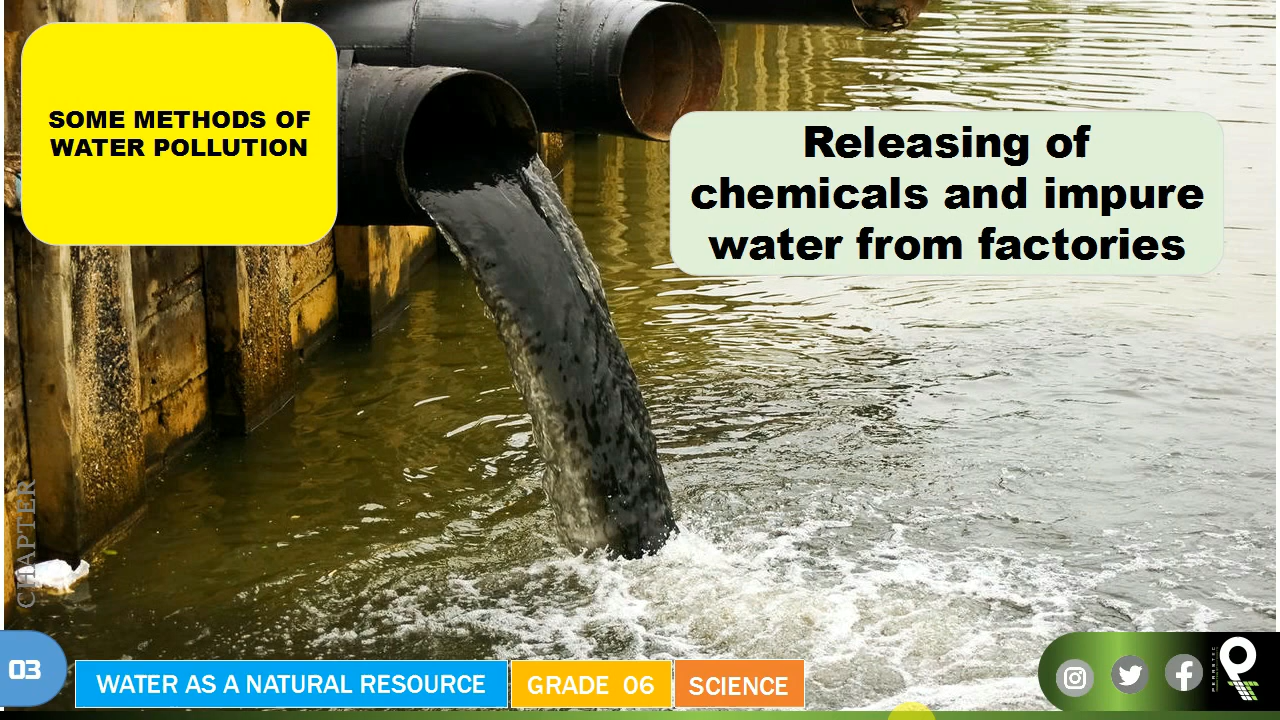 SOME METHODS OF
WATER POLLUTION
Releasing of
chemicals and impure
water from factories
CHAPTER
03
WATER AS A NATURAL RESOURCE
GRADE 06
SCIENCE